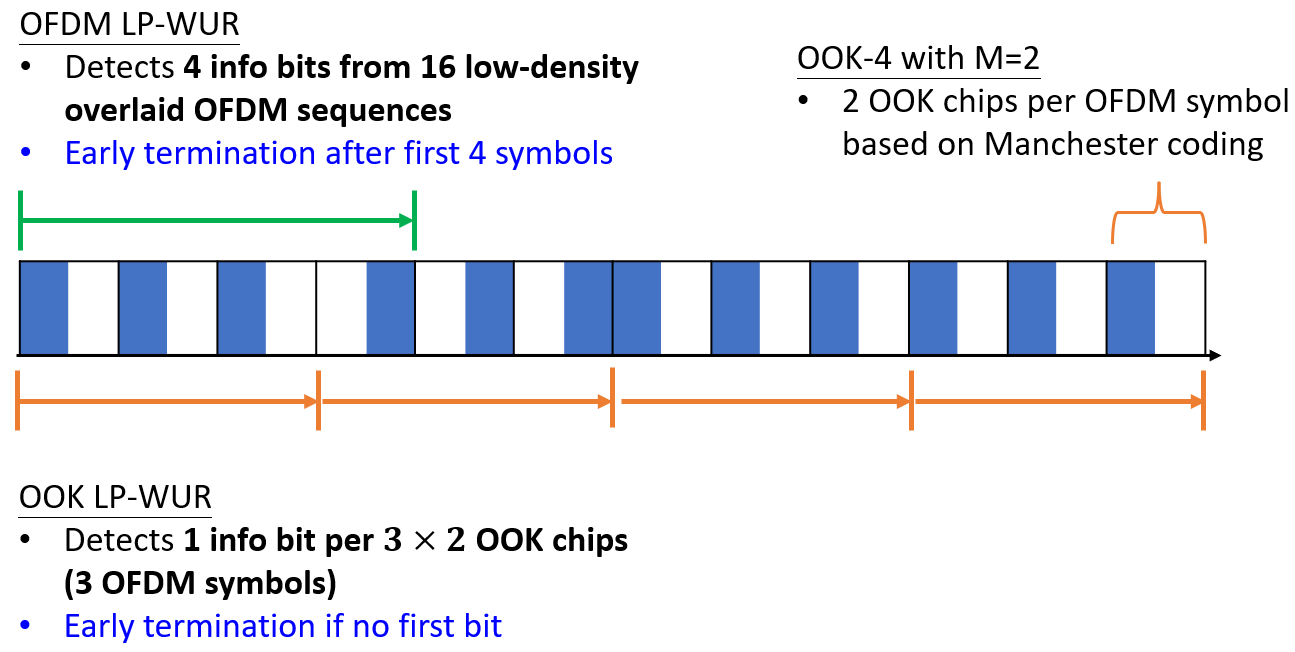 OFDM LP-WUR
• Detects 4 info bits from 16 low-density
overlaid OFDM sequences
• Early termination after first 4 symbols
OOK-4 with M=2
• 2 OOK chips per OFDM symbol
based on Manchester coding
OOK LP-WUR
• Detects 1 info bit per 3 × 2 OOK chips
(3 OFDM symbols)
• Early termination if no first bit